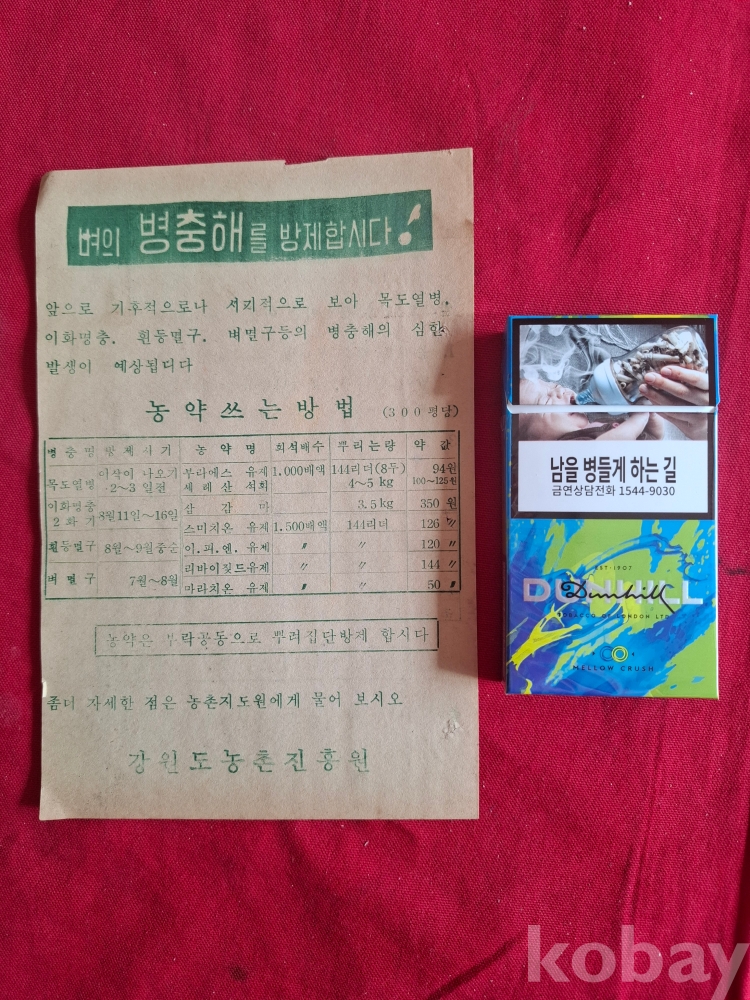 벼의 병충해를 방제합시다!
앞으로 기후적으로나 시기적으로 보아 목도열병,
이화명충. 흰등멸구. 벼멸구등의 병충해의 심한
발생이 예상됩니다
농약쓰는방법 (300평당)
병충명 방제시기 농약명 희석배수 뿌리는량 약값
목도열병 이삭이 나오기 2~3일전 부라에스 유제 1.000배액 144리더(8두) 94원
세레산 석회 4~5kg 100~125원
이화명충 2화기 8월11일~16일 삼감마 3.5kg 350원
스미치온 유제 1.500배액 144리더 126〃
흰등멸구 8월~9월중순 이.피.엔. 유제 〃 〃 120〃
벼멸구 7월~8월 리바이짓드유제 〃 〃 144〃
마라치온 유제 〃 〃 50〃
농약은 부락공동으로 뿌려집단방제 합시다
좀더 자세한 점은 농촌지도원에게 물어 보시오
강원도농촌진흥원
남을 병들게 하는 길
금연상담전화 1544-9030
EST·1907
DUNHILL
Dunhill
TOBACCO OF LONDON LTD
MELLOW CRUSH
kobay